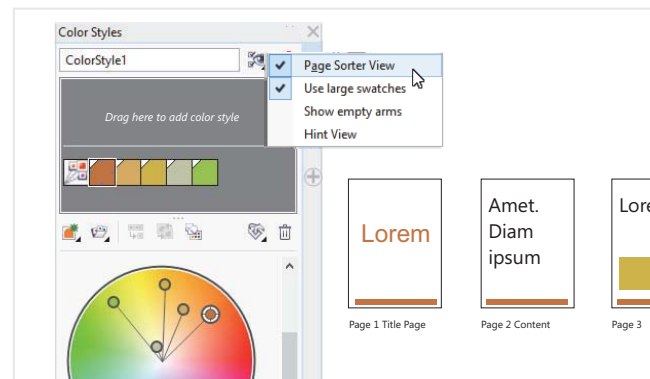 Color Styles
ColorStyle1
Page Sorter View
Use large swatches
Show empty arms
Hint View
Drag here to add color style
Lorem
Amet.
Diam
ipsum
Lore
Page 1 Title Page
Page 2 Content
Page 3